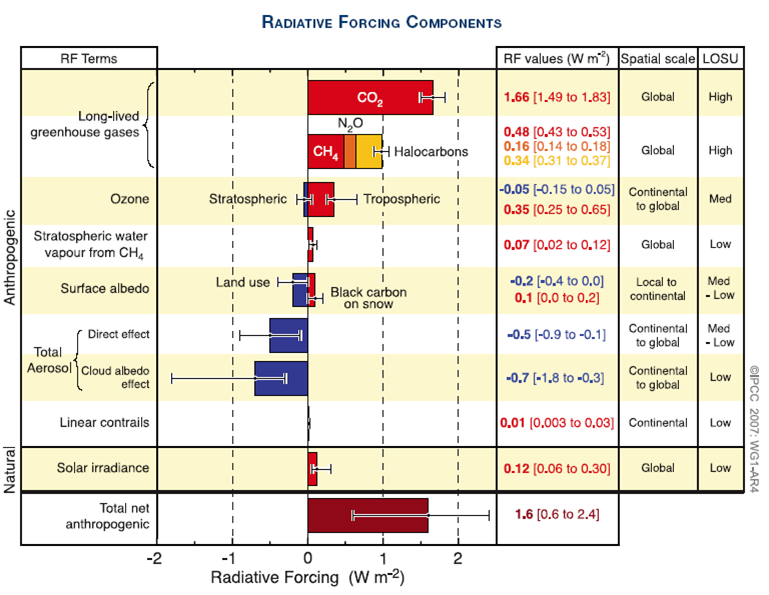 RADIATIVE FORCING COMPONENTS
RF Terms
RF values (W m⁻²)
Spatial scale
LOSU
Anthropogenic
Long-lived
greenhouse gases
CO₂
1.66 [1.49 to 1.83]
Global
High
N₂O
CH₄
Halocarbons
0.48 [0.43 to 0.53]
0.16 [0.14 to 0.18]
0.34 [0.31 to 0.37]
Global
High
Ozone
Stratospheric
Tropospheric
-0.05 [-0.15 to 0.05]
0.35 [0.25 to 0.65]
Continental
to global
Med
Stratospheric water
vapour from CH₄
0.07 [0.02 to 0.12]
Global
Low
Surface albedo
Land use
Black carbon
on snow
-0.2 [-0.4 to 0.0]
0.1 [0.0 to 0.2]
Local to
continental
Med
- Low
Total
Aerosol
Direct effect
-0.5 [-0.9 to -0.1]
Continental
to global
Med
- Low
Cloud albedo
effect
-0.7 [-1.8 to -0.3]
Continental
to global
Low
Linear contrails
0.01 [0.003 to 0.03]
Continental
Low
Natural
Solar irradiance
0.12 [0.06 to 0.30]
Global
Low
Total net
anthropogenic
1.6 [0.6 to 2.4]
-2 -1 0 1 2
Radiative Forcing (W m⁻²)
©IPCC 2007: WG1-AR4